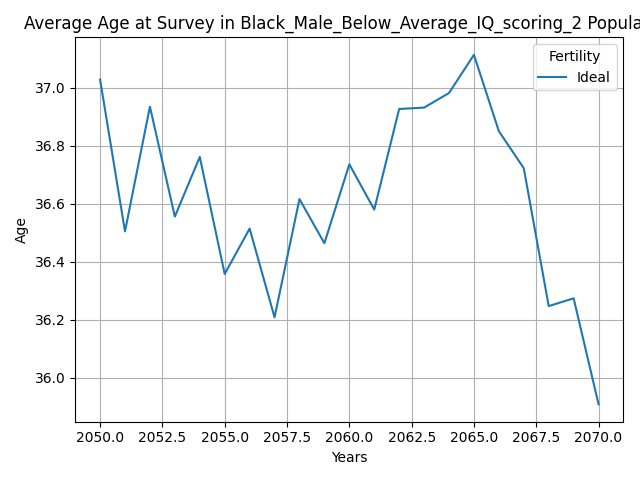 Average Age at Survey in Black_Male_Below_Average_IQ_scoring_2 Popula
Fertility
Ideal
37.0
36.8
36.6
36.4
36.2
36.0
Age
2050.0 2052.5 2055.0 2057.5 2060.0 2062.5 2065.0 2067.5 2070.0
Years